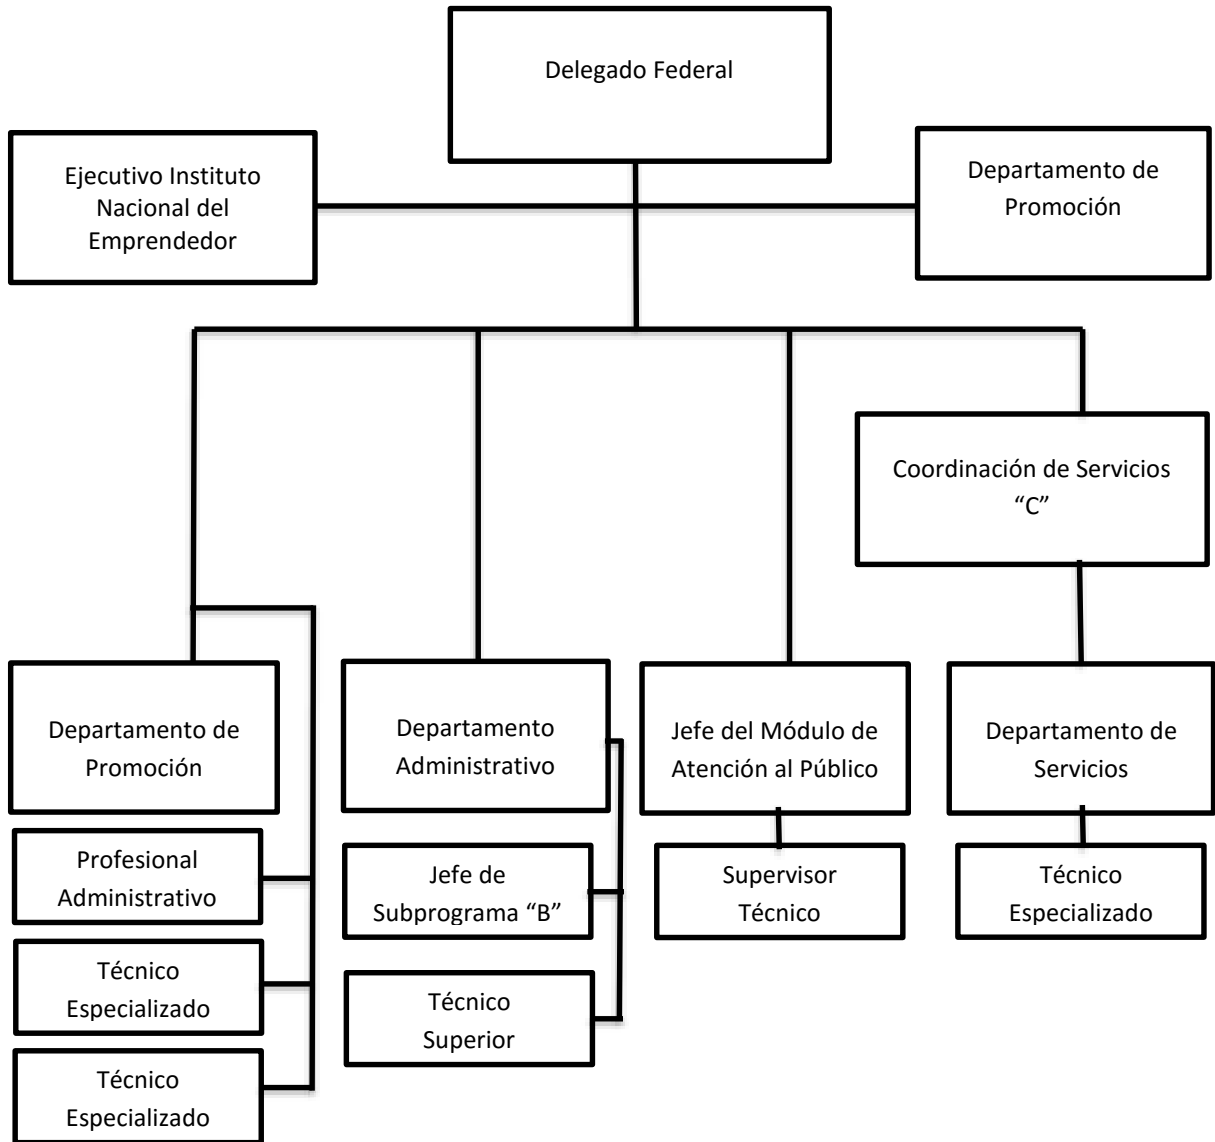 Delegado Federal
Ejecutivo Instituto
Nacional del
Emprendedor
Departamento de
Promoción
Coordinación de Servicios
“C”
Departamento de
Promoción
Departamento
Administrativo
Jefe del Módulo de
Atención al Público
Departamento de
Servicios
Profesional
Administrativo
Jefe de
Subprograma “B”
Supervisor
Técnico
Técnico
Especializado
Técnico
Especializado
Técnico
Superior
Técnico
Especializado